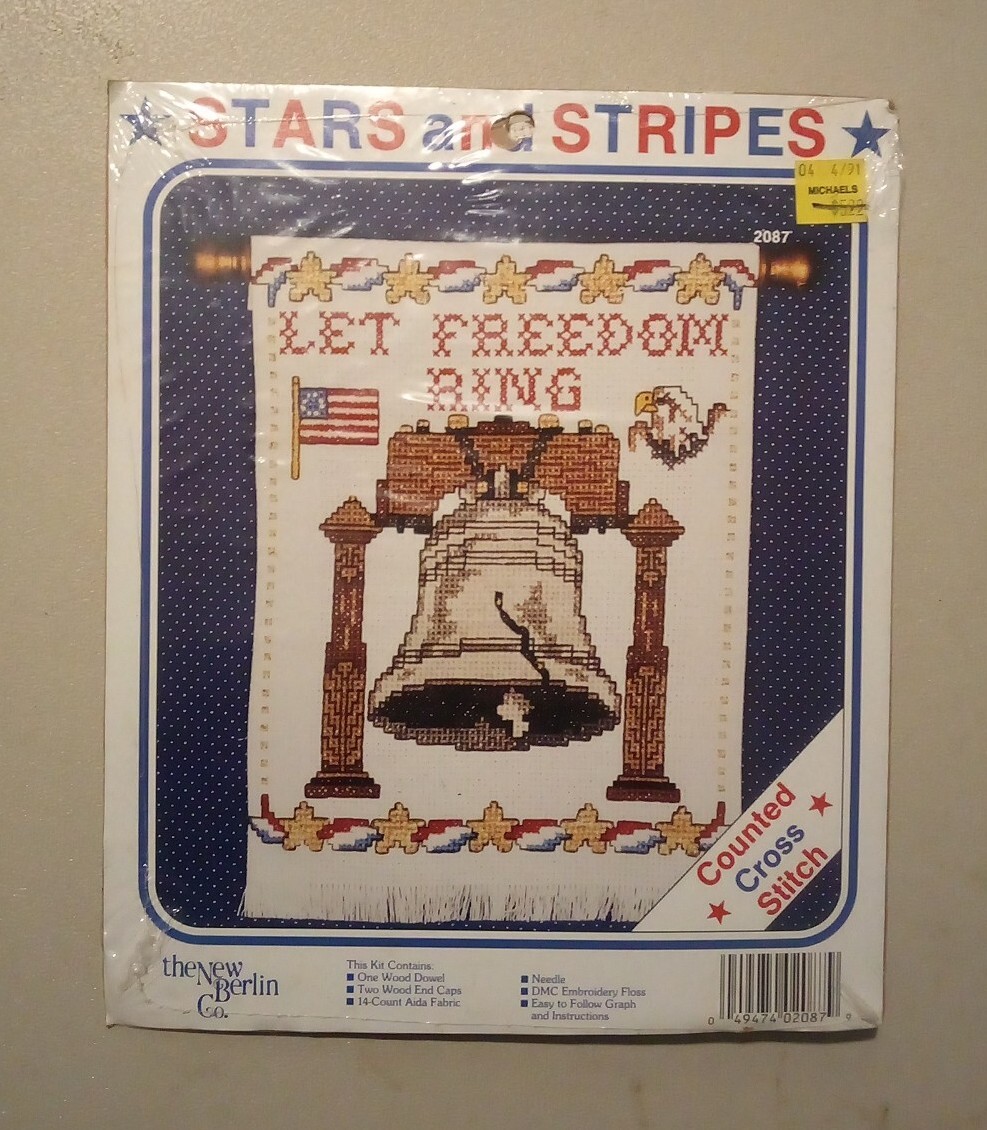 STARS and STRIPES
04 4/91
MICHAELS
$522
2087
LET FREEDOM
RING
Counted
Cross
Stitch
the New
Berlin
Co.
This Kit Contains:
■ One Wood Dowel
■ Two Wood End Caps
■ 14-Count Aida Fabric
■ Needle
■ DMC Embroidery Floss
■ Easy to Follow Graph
and Instructions
0 49474 02087 9